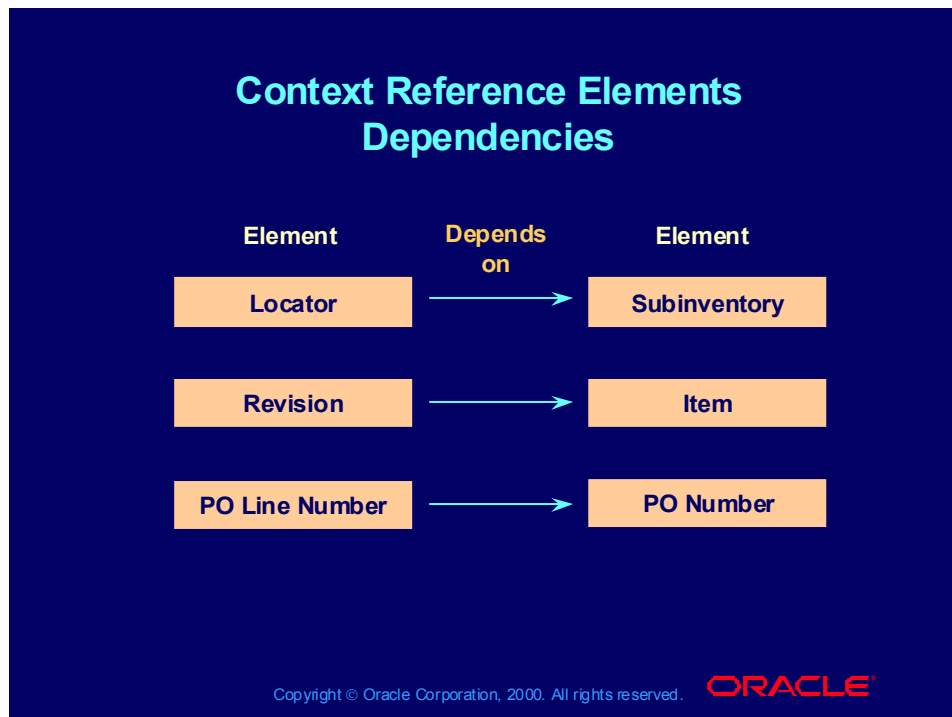 Context Reference Elements
Dependencies
Element
Depends
on
Element
Locator
Subinventory
Revision
Item
PO Line Number
PO Number
Copyright © Oracle Corporation, 2000. All rights reserved.
ORACLE®